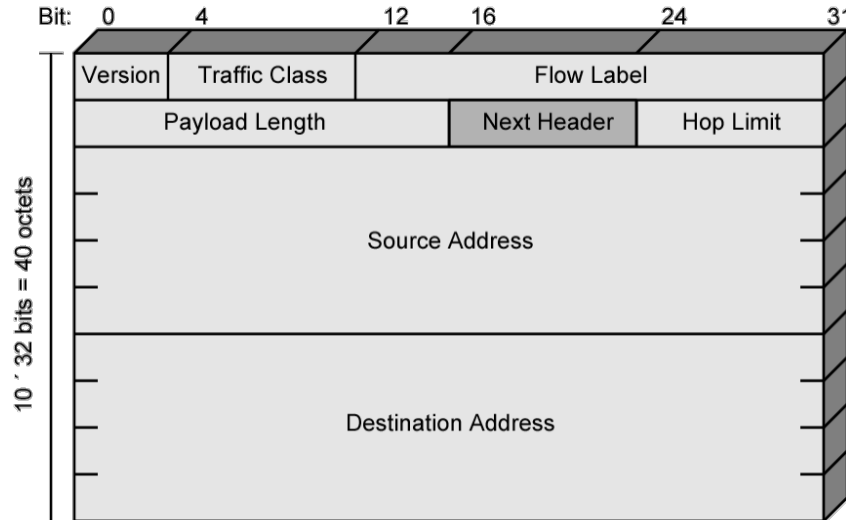 Bit: 0 4 12 16 24 31
Version Traffic Class Flow Label
Payload Length Next Header Hop Limit
Source Address
10 ´ 32 bits = 40 octets
Destination Address